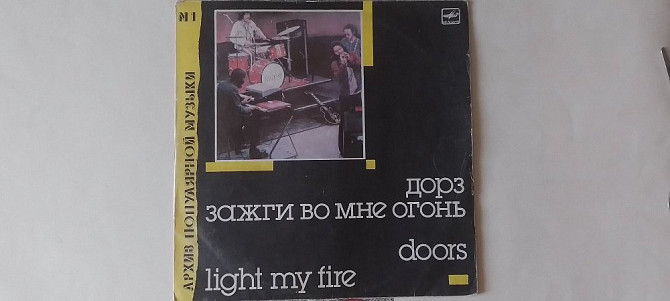 №1
АРХИВ ПОПУЛЯРНОЙ МУЗЫКИ
дорз
зажги во мне огонь
doors
light my fire